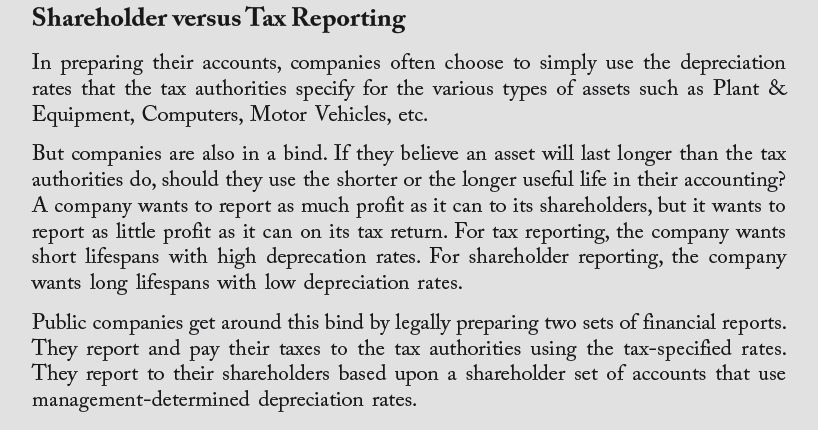 Shareholder versus Tax Reporting
In preparing their accounts, companies often choose to simply use the depreciation
rates that the tax authorities specify for the various types of assets such as Plant &
Equipment, Computers, Motor Vehicles, etc.
But companies are also in a bind. If they believe an asset will last longer than the tax
authorities do, should they use the shorter or the longer useful life in their accounting?
A company wants to report as much profit as it can to its shareholders, but it wants to
report as little profit as it can on its tax return. For tax reporting, the company wants
short lifespans with high deprecation rates. For shareholder reporting, the company
wants long lifespans with low depreciation rates.
Public companies get around this bind by legally preparing two sets of financial reports.
They report and pay their taxes to the tax authorities using the tax-specified rates.
They report to their shareholders based upon a shareholder set of accounts that use
management-determined depreciation rates.